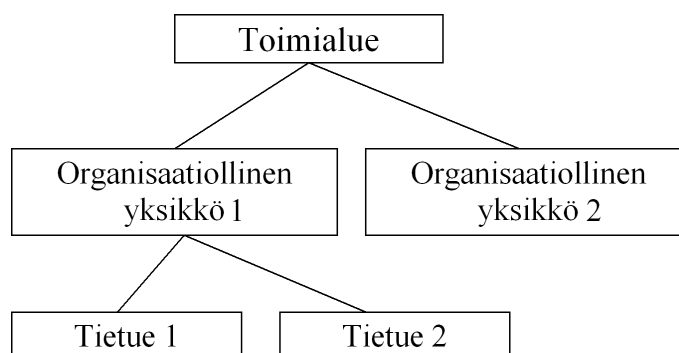 Toimialue
Organisaatiollinen
yksikkö 1
Organisaatiollinen
yksikkö 2
Tietue 1
Tietue 2